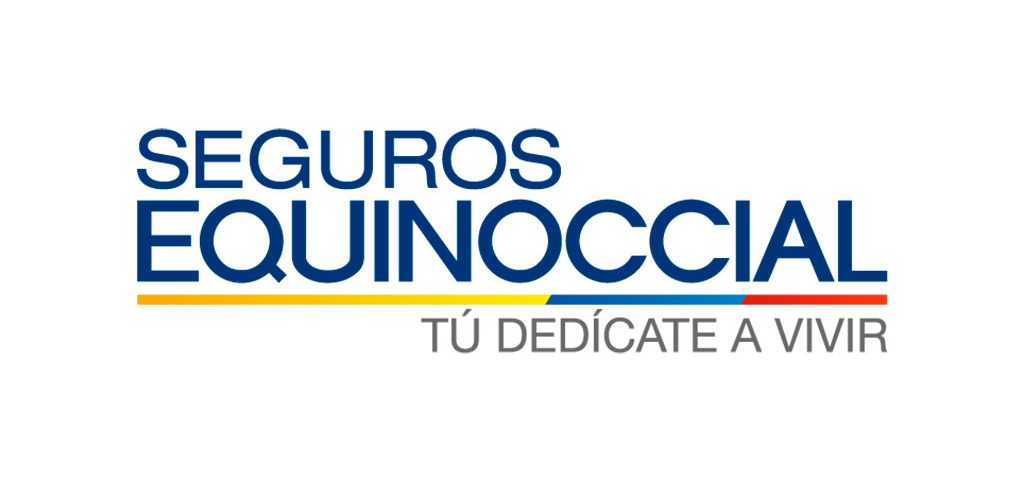 SEGUROS
EQUINOCCIAL
TÚ DEDÍCATE A VIVIR